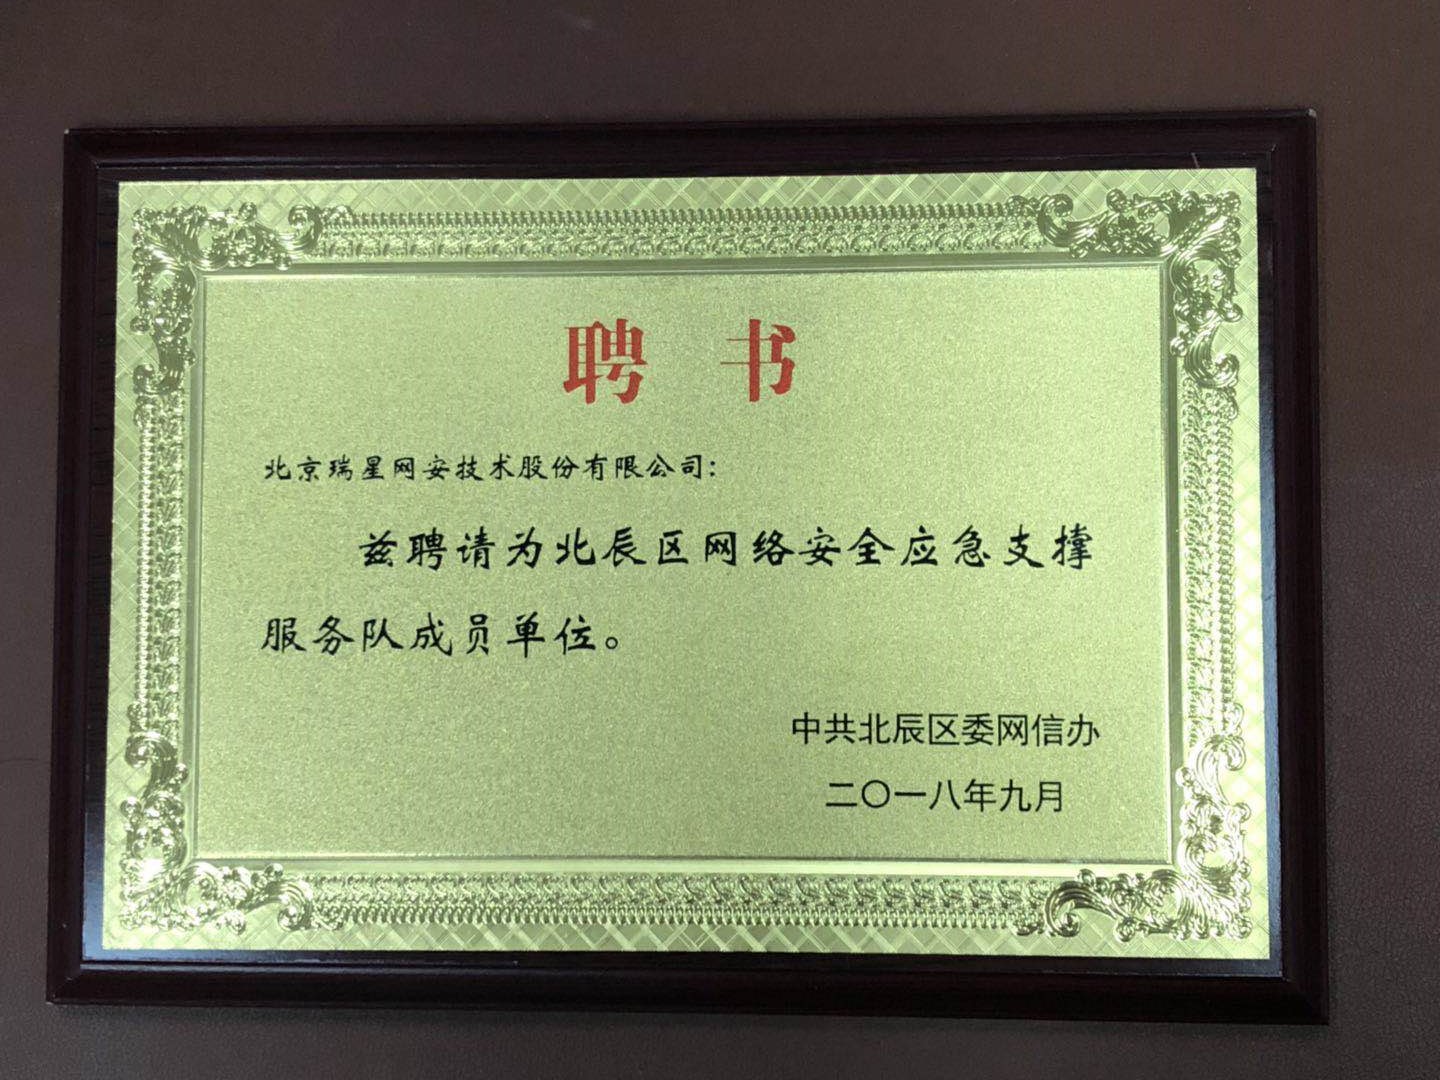 聘书
北京瑞星网安技术股份有限公司：
兹聘请为北辰区网络安全应急支撑
服务队成员单位。
中共北辰区委网信办
二〇一八年九月